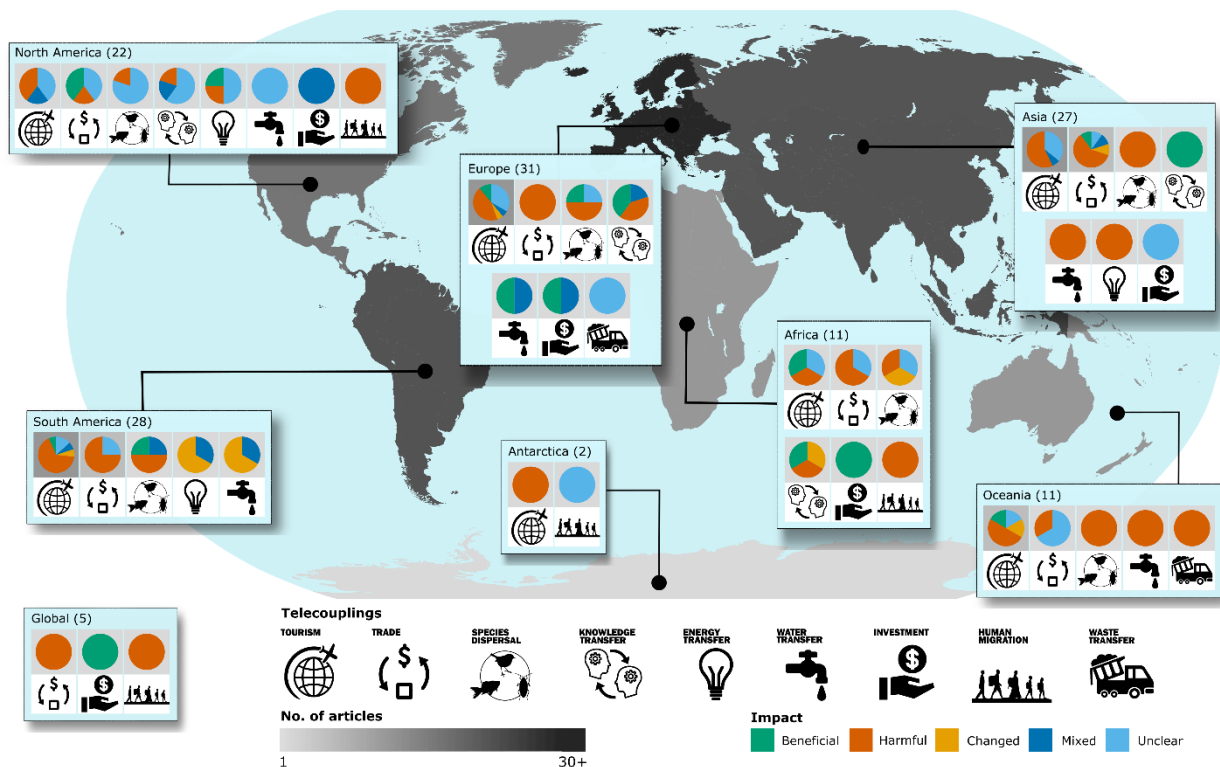 North America (22)
Europe (31)
Asia (27)
Africa (11)
South America (28)
Antarctica (2)
Oceania (11)
Global (5)
Telecouplings
TOURISM
TRADE
SPECIES
DISPERSAL
KNOWLEDGE
TRANSFER
ENERGY
TRANSFER
WATER
TRANSFER
INVESTMENT
HUMAN
MIGRATION
WASTE
TRANSFER
No. of articles
1
30+
Impact
Beneficial
Harmful
Changed
Mixed
Unclear